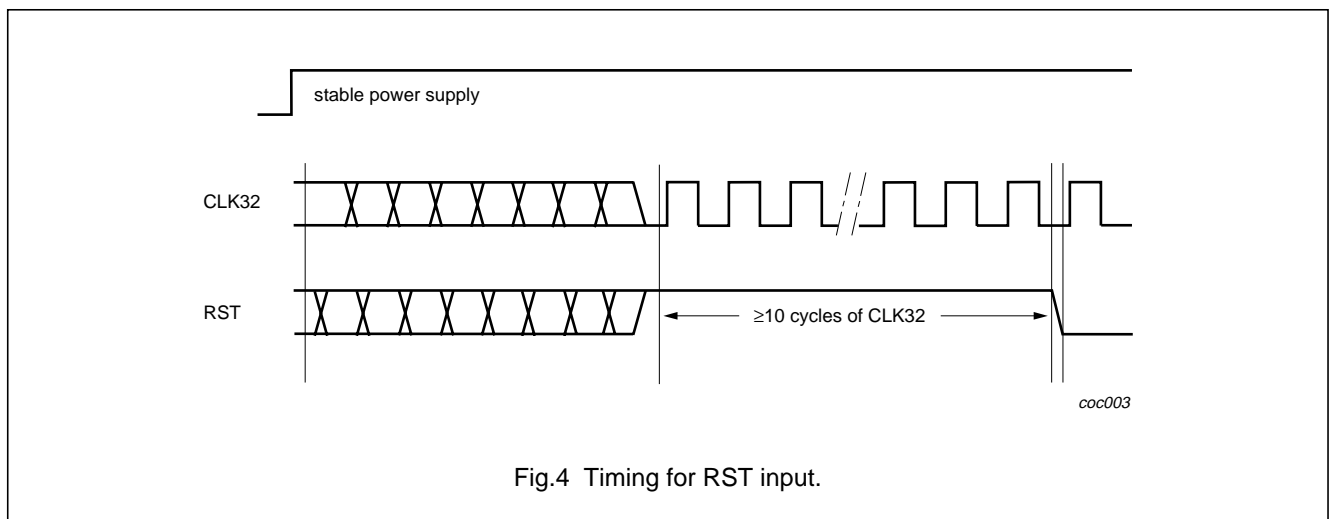 stable power supply
CLK32
RST
≥10 cycles of CLK32
coc003
Fig.4 Timing for RST input.